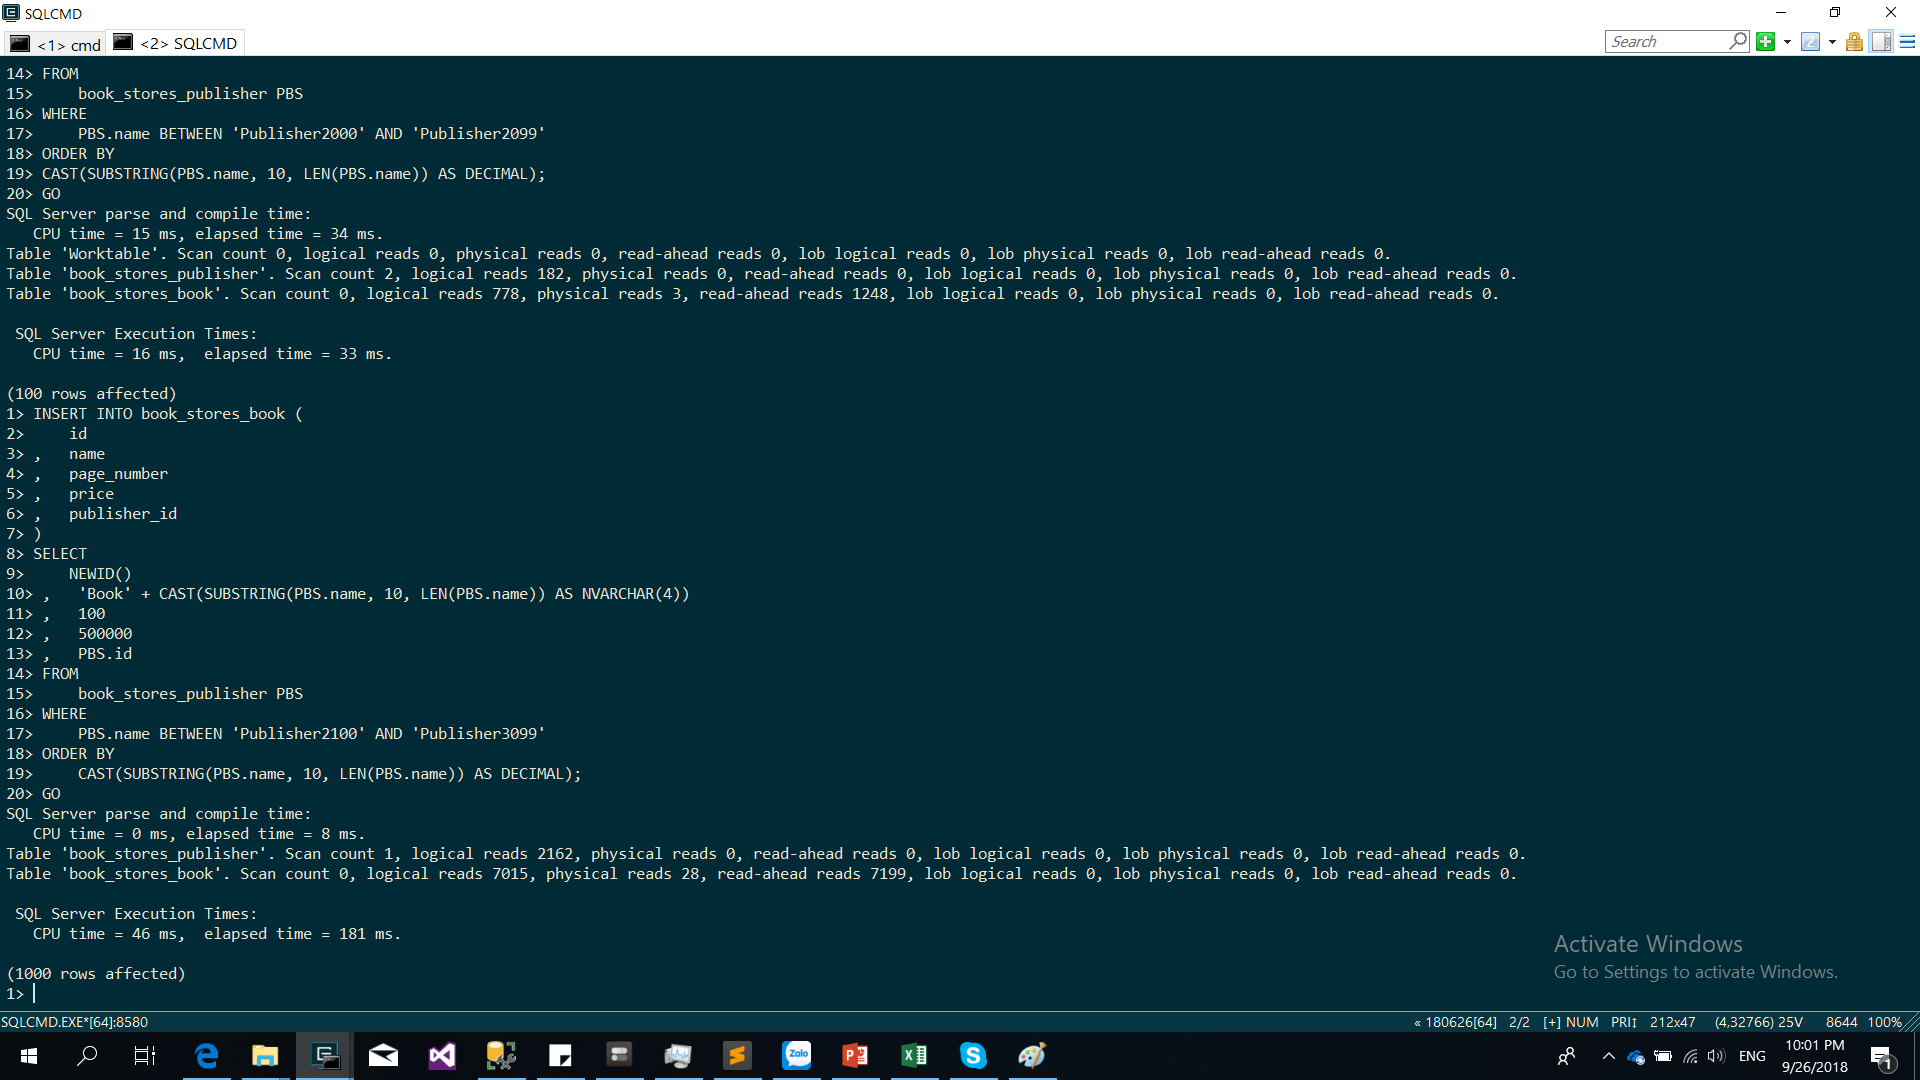 SQLCMD
<1> cmd
<2> SQLCMD
Search
14> FROM
15>     book_stores_publisher PBS
16> WHERE
17>     PBS.name BETWEEN 'Publisher2000' AND 'Publisher2099'
18> ORDER BY
19> CAST(SUBSTRING(PBS.name, 10, LEN(PBS.name)) AS DECIMAL);
20> GO
SQL Server parse and compile time:
   CPU time = 15 ms, elapsed time = 34 ms.
Table 'Worktable'. Scan count 0, logical reads 0, physical reads 0, read-ahead reads 0, lob logical reads 0, lob physical reads 0, lob read-ahead reads 0.
Table 'book_stores_publisher'. Scan count 2, logical reads 182, physical reads 0, read-ahead reads 0, lob logical reads 0, lob physical reads 0, lob read-ahead reads 0.
Table 'book_stores_book'. Scan count 0, logical reads 778, physical reads 3, read-ahead reads 1248, lob logical reads 0, lob physical reads 0, lob read-ahead reads 0.
 SQL Server Execution Times:
   CPU time = 16 ms,  elapsed time = 33 ms.
(100 rows affected)
1> INSERT INTO book_stores_book (
2>     id
3> ,   name
4> ,   page_number
5> ,   price
6> ,   publisher_id
7> )
8> SELECT
9>     NEWID()
10> ,   'Book' + CAST(SUBSTRING(PBS.name, 10, LEN(PBS.name)) AS NVARCHAR(4))
11> ,   100
12> ,   500000
13> ,   PBS.id
14> FROM
15>     book_stores_publisher PBS
16> WHERE
17>     PBS.name BETWEEN 'Publisher2100' AND 'Publisher3099'
18> ORDER BY
19>     CAST(SUBSTRING(PBS.name, 10, LEN(PBS.name)) AS DECIMAL);
20> GO
SQL Server parse and compile time:
   CPU time = 0 ms, elapsed time = 8 ms.
Table 'book_stores_publisher'. Scan count 1, logical reads 2162, physical reads 0, read-ahead reads 0, lob logical reads 0, lob physical reads 0, lob read-ahead reads 0.
Table 'book_stores_book'. Scan count 0, logical reads 7015, physical reads 28, read-ahead reads 7199, lob logical reads 0, lob physical reads 0, lob read-ahead reads 0.
 SQL Server Execution Times:
   CPU time = 46 ms,  elapsed time = 181 ms.
(1000 rows affected)
1>
Activate Windows
Go to Settings to activate Windows.
SQLCMD.EXE*[64]:8580
« 180626[64]  2/2  [+] NUM  PRI↕  212x47  (4,32766) 25V  8644  100%
Zalo
ENG
10:01 PM
9/26/2018
1